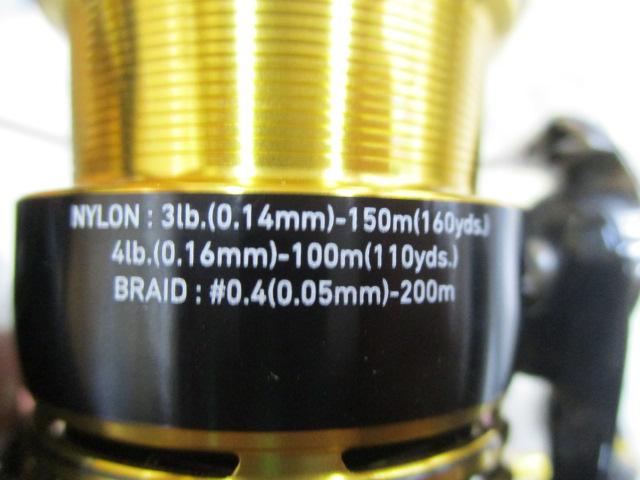 NYLON : 3lb.(0.14mm)-150m(160yds.)
4lb.(0.16mm)-100m(110yds.)
BRAID : #0.4(0.05mm)-200m